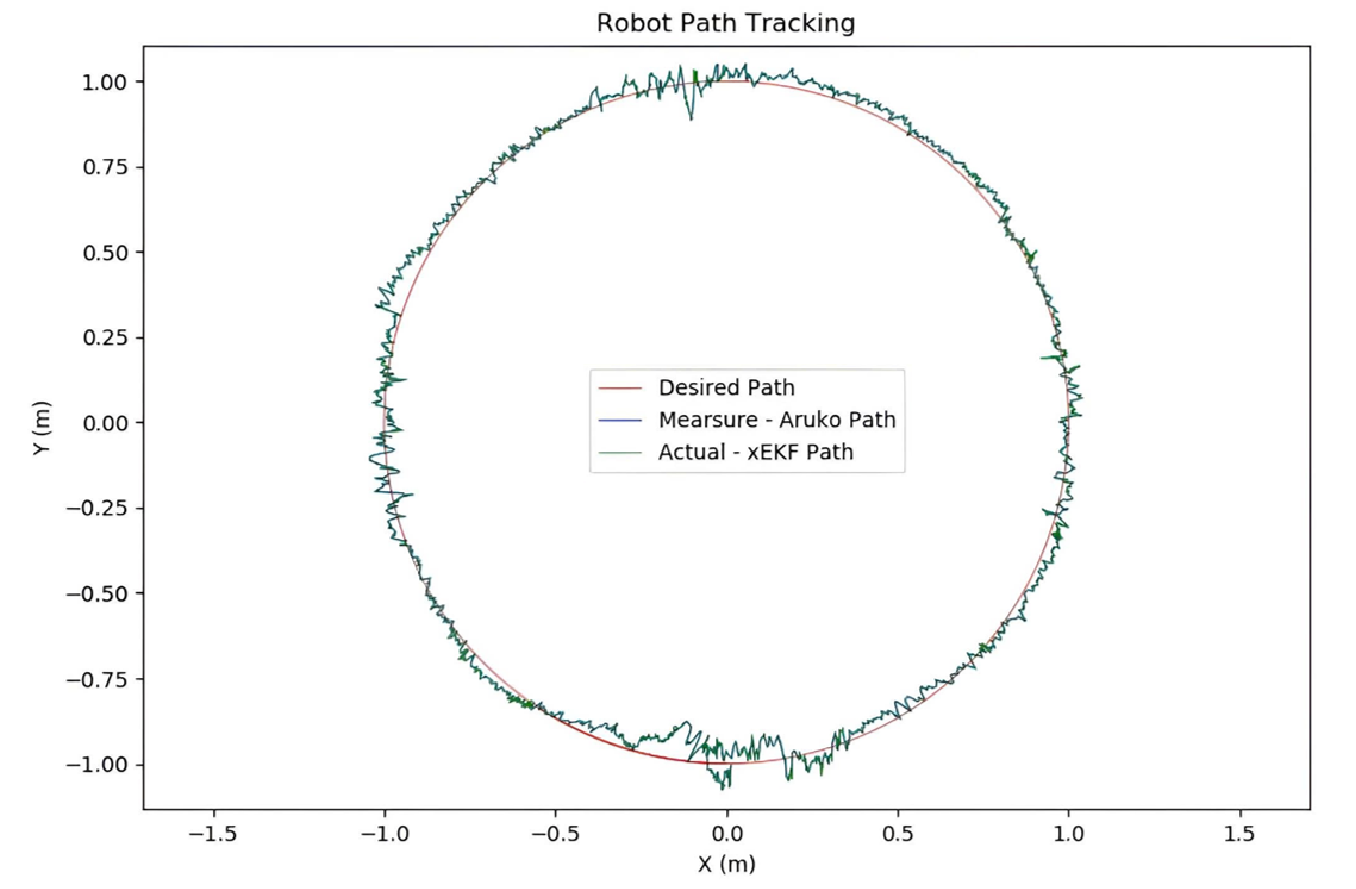 Robot Path Tracking
1.00
0.75
0.50
0.25
0.00
−0.25
−0.50
−0.75
−1.00
Y (m)
Desired Path
Mearsure - Aruko Path
Actual - xEKF Path
−1.5
−1.0
−0.5
0.0
0.5
1.0
1.5
X (m)